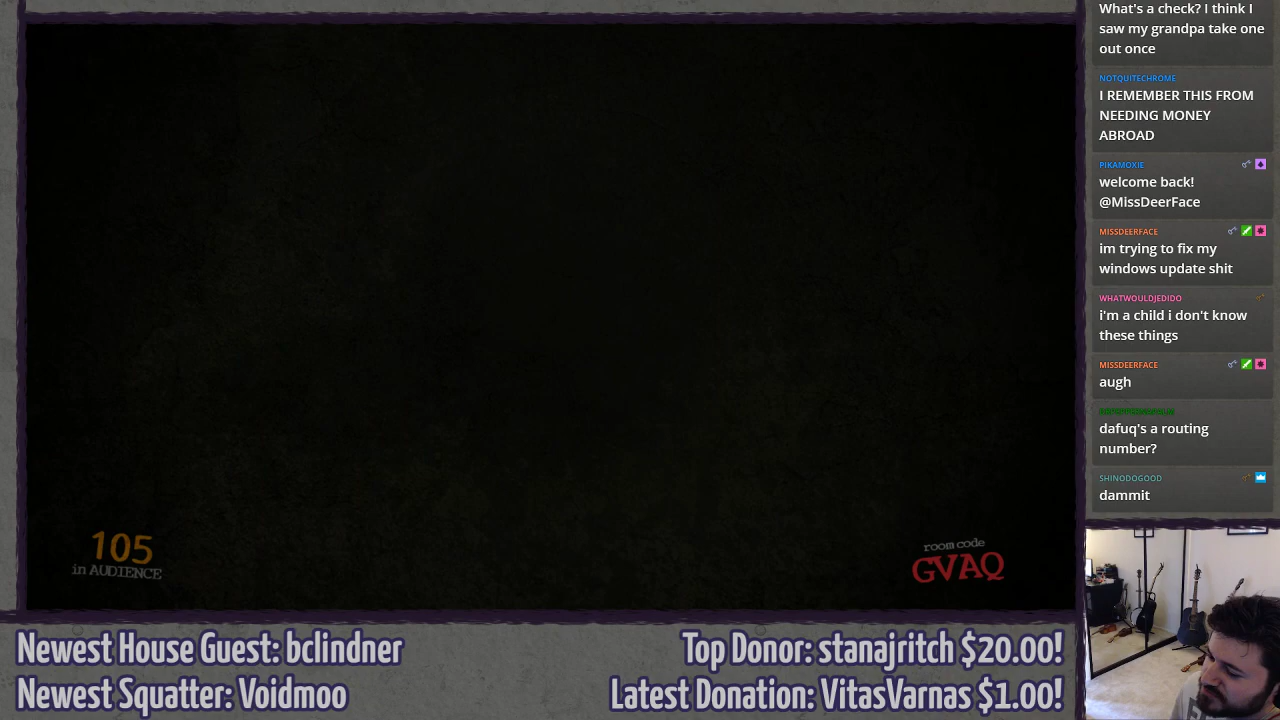 What's a check? I think I
saw my grandpa take one
out once
NOTQUITECHROME
I REMEMBER THIS FROM
NEEDING MONEY
ABROAD
PIKAMOXIE
welcome back!
@MissDeerFace
MISSDEERFACE
im trying to fix my
windows update shit
WHATWOULDJEDIDO
i'm a child i don't know
these things
MISSDEERFACE
augh
dafuq's a routing
number?
SHINODOGOOD
dammit
105
in AUDIENCE
room code
GVAQ
Newest House Guest: bclindner
Newest Squatter: Voidmoo
Top Donor: stanajritch $20.00!
Latest Donation: VitasVarnas $1.00!